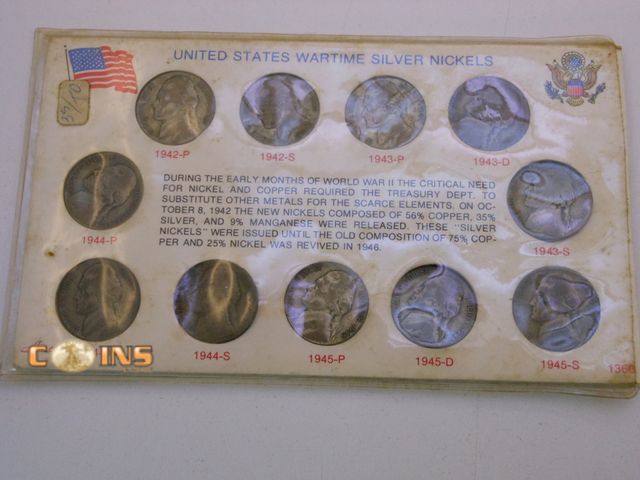 UNITED STATES WARTIME SILVER NICKELS
1942-P
1942-S
1943-P
1943-D
DURING THE EARLY MONTHS OF WORLD WAR II THE CRITICAL NEED
FOR NICKEL AND COPPER REQUIRED THE TREASURY DEPT. TO
SUBSTITUTE OTHER METALS FOR THE SCARCE ELEMENTS. ON OC-
TOBER 8, 1942 THE NEW NICKELS COMPOSED OF 56% COPPER, 35%
SILVER, AND 9% MANGANESE WERE RELEASED. THESE "SILVER
NICKELS" WERE ISSUED UNTIL THE OLD COMPOSITION OF 75% COP-
PER AND 25% NICKEL WAS REVIVED IN 1946.
1944-P
1943-S
COINS
1944-S
1945-P
1945-D
1945-S